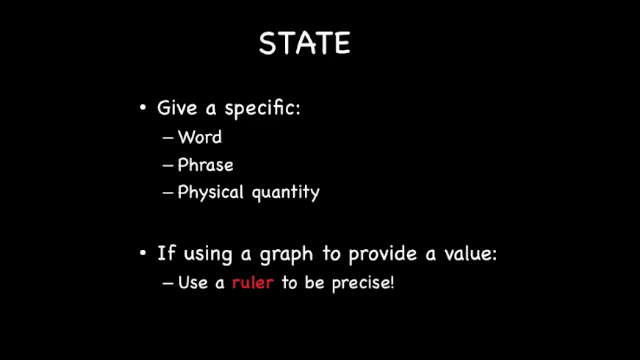 STATE
• Give a specific:
– Word
– Phrase
– Physical quantity
• If using a graph to provide a value:
– Use a ruler to be precise!